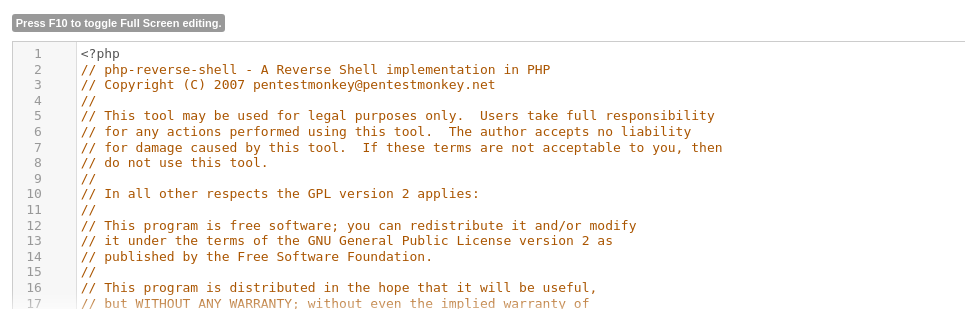 Press F10 to toggle Full Screen editing.
1 <?php
2 // php-reverse-shell - A Reverse Shell implementation in PHP
3 // Copyright (C) 2007 pentestmonkey@pentestmonkey.net
4 //
5 // This tool may be used for legal purposes only.  Users take full responsibility
6 // for any actions performed using this tool.  The author accepts no liability
7 // for damage caused by this tool.  If these terms are not acceptable to you, then
8 // do not use this tool.
9 //
10 // In all other respects the GPL version 2 applies:
11 //
12 // This program is free software; you can redistribute it and/or modify
13 // it under the terms of the GNU General Public License version 2 as
14 // published by the Free Software Foundation.
15 //
16 // This program is distributed in the hope that it will be useful,
17 // but WITHOUT ANY WARRANTY; without even the implied warranty of